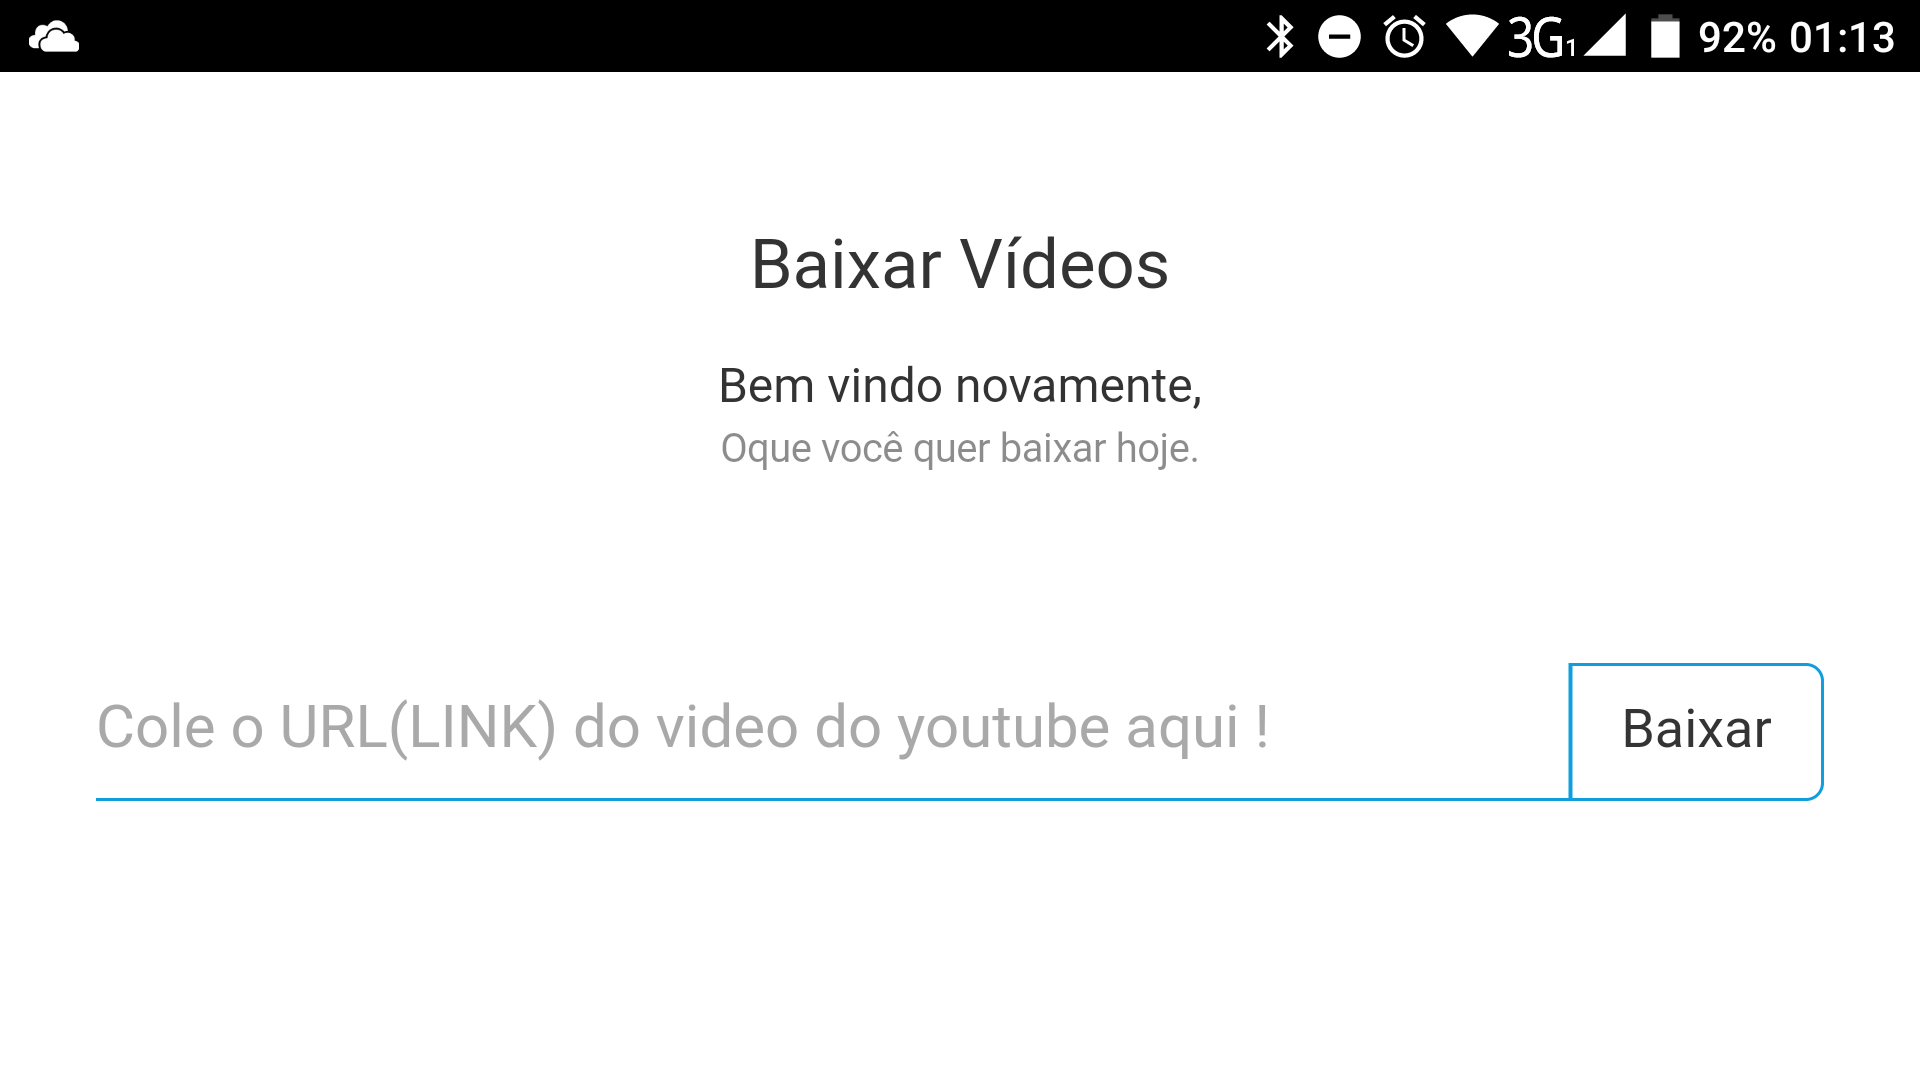 3G1 92% 01:13
Baixar Vídeos
Bem vindo novamente,
Oque você quer baixar hoje.
Cole o URL(LINK) do video do youtube aqui !
Baixar